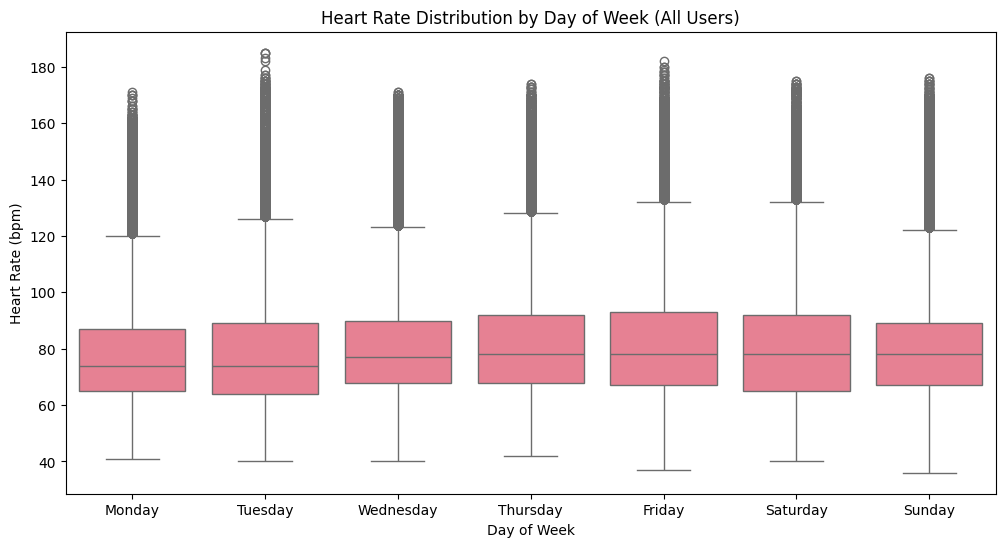 Heart Rate Distribution by Day of Week (All Users)
Heart Rate (bpm)
180
160
140
120
100
80
60
40
Monday Tuesday Wednesday Thursday Friday Saturday Sunday
Day of Week